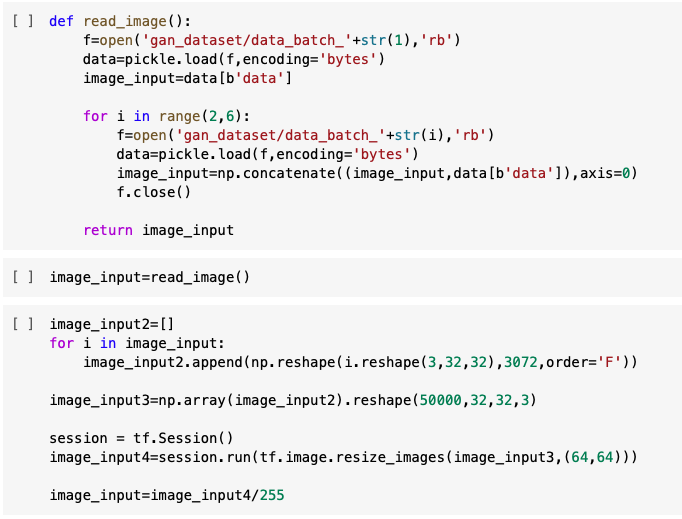 [ ] def read_image():
        f=open('gan_dataset/data_batch_'+str(1),'rb')
        data=pickle.load(f,encoding='bytes')
        image_input=data[b'data']

        for i in range(2,6):
            f=open('gan_dataset/data_batch_'+str(i),'rb')
            data=pickle.load(f,encoding='bytes')
            image_input=np.concatenate((image_input,data[b'data']),axis=0)
            f.close()

        return image_input

[ ] image_input=read_image()

[ ] image_input2=[]
    for i in image_input:
        image_input2.append(np.reshape(i.reshape(3,32,32),3072,order='F'))

    image_input3=np.array(image_input2).reshape(50000,32,32,3)

    session = tf.Session()
    image_input4=session.run(tf.image.resize_images(image_input3,(64,64)))

    image_input=image_input4/255